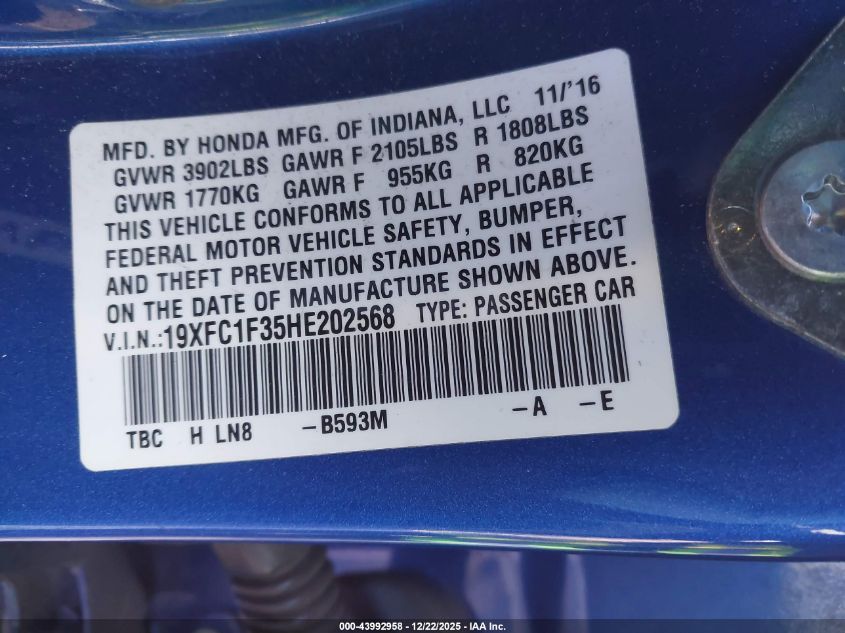 MFD. BY HONDA MFG. OF INDIANA, LLC 11/'16
GVWR 3902LBS GAWR F 2105LBS R 1808LBS
GVWR 1770KG GAWR F 955KG R 820KG
THIS VEHICLE CONFORMS TO ALL APPLICABLE
FEDERAL MOTOR VEHICLE SAFETY, BUMPER,
AND THEFT PREVENTION STANDARDS IN EFFECT
ON THE DATE OF MANUFACTURE SHOWN ABOVE.
V.I.N.:19XFC1F35HE202568 TYPE: PASSENGER CAR
TBC H LN8 -B593M -A -E
000-43992958 - 12/22/2025 - IAA Inc.